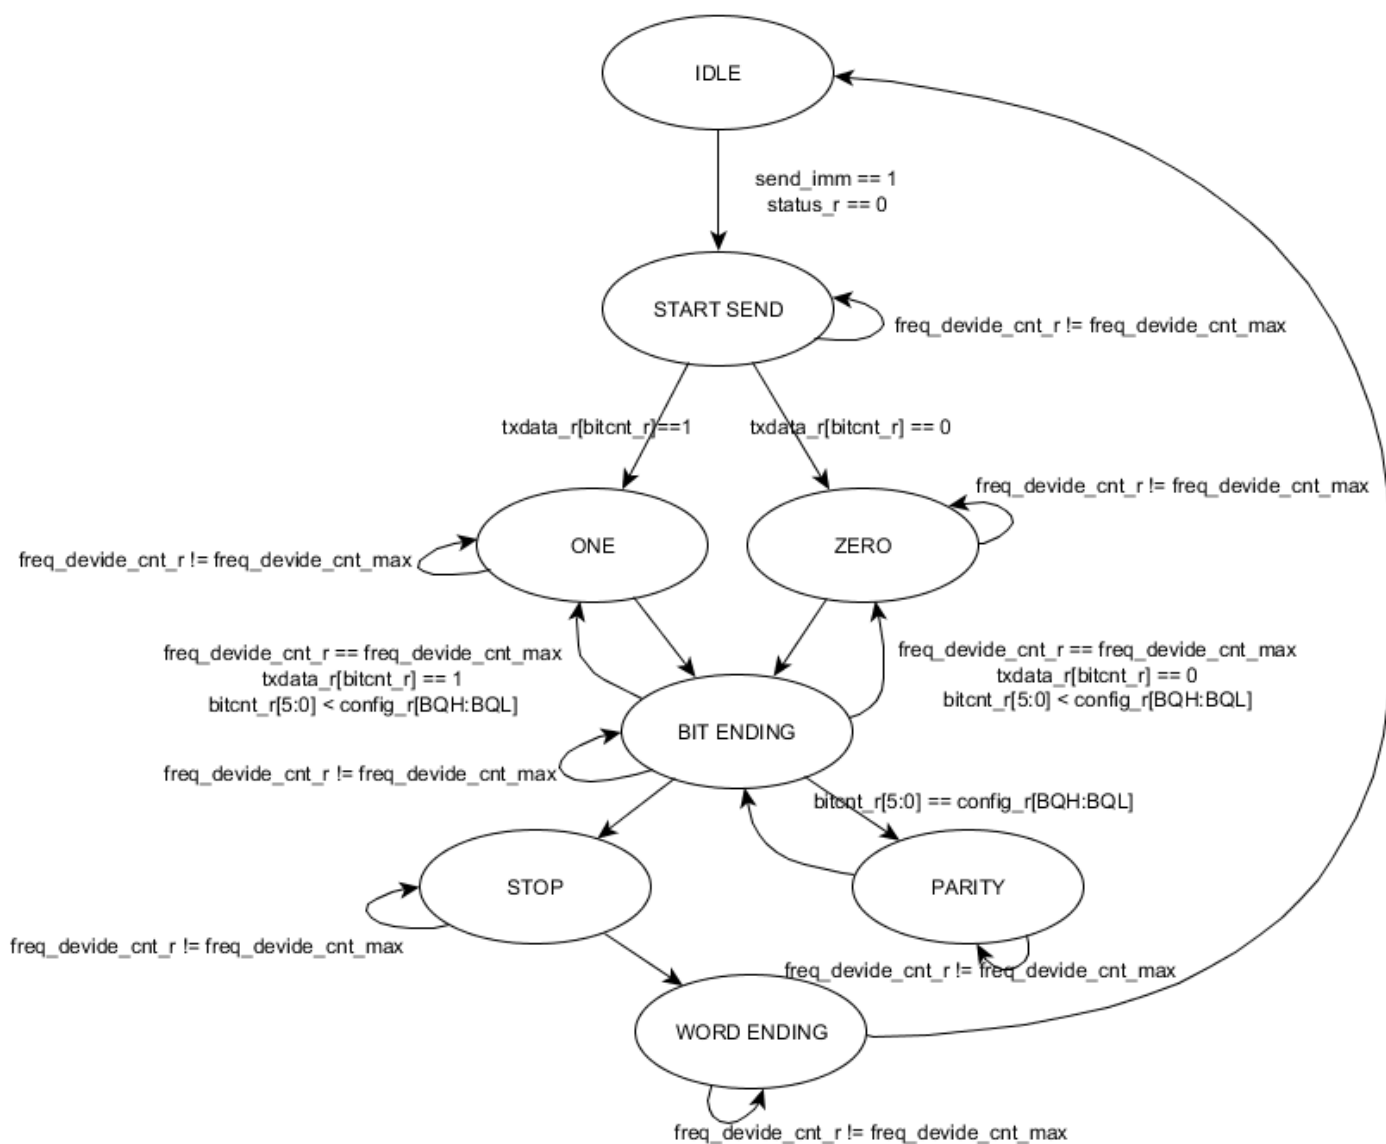 IDLE
send_imm == 1
status_r == 0
START SEND
freq_devide_cnt_r != freq_devide_cnt_max
txdata_r[bitcnt_r]==1
txdata_r[bitcnt_r] == 0
freq_devide_cnt_r != freq_devide_cnt_max
ONE
ZERO
freq_devide_cnt_r != freq_devide_cnt_max
freq_devide_cnt_r == freq_devide_cnt_max
txdata_r[bitcnt_r] == 1
bitcnt_r[5:0] < config_r[BQH:BQL]
freq_devide_cnt_r == freq_devide_cnt_max
txdata_r[bitcnt_r] == 0
bitcnt_r[5:0] < config_r[BQH:BQL]
BIT ENDING
freq_devide_cnt_r != freq_devide_cnt_max
bitcnt_r[5:0] == config_r[BQH:BQL]
STOP
PARITY
freq_devide_cnt_r != freq_devide_cnt_max
freq_devide_cnt_r != freq_devide_cnt_max
WORD ENDING
freq_devide_cnt_r != freq_devide_cnt_max